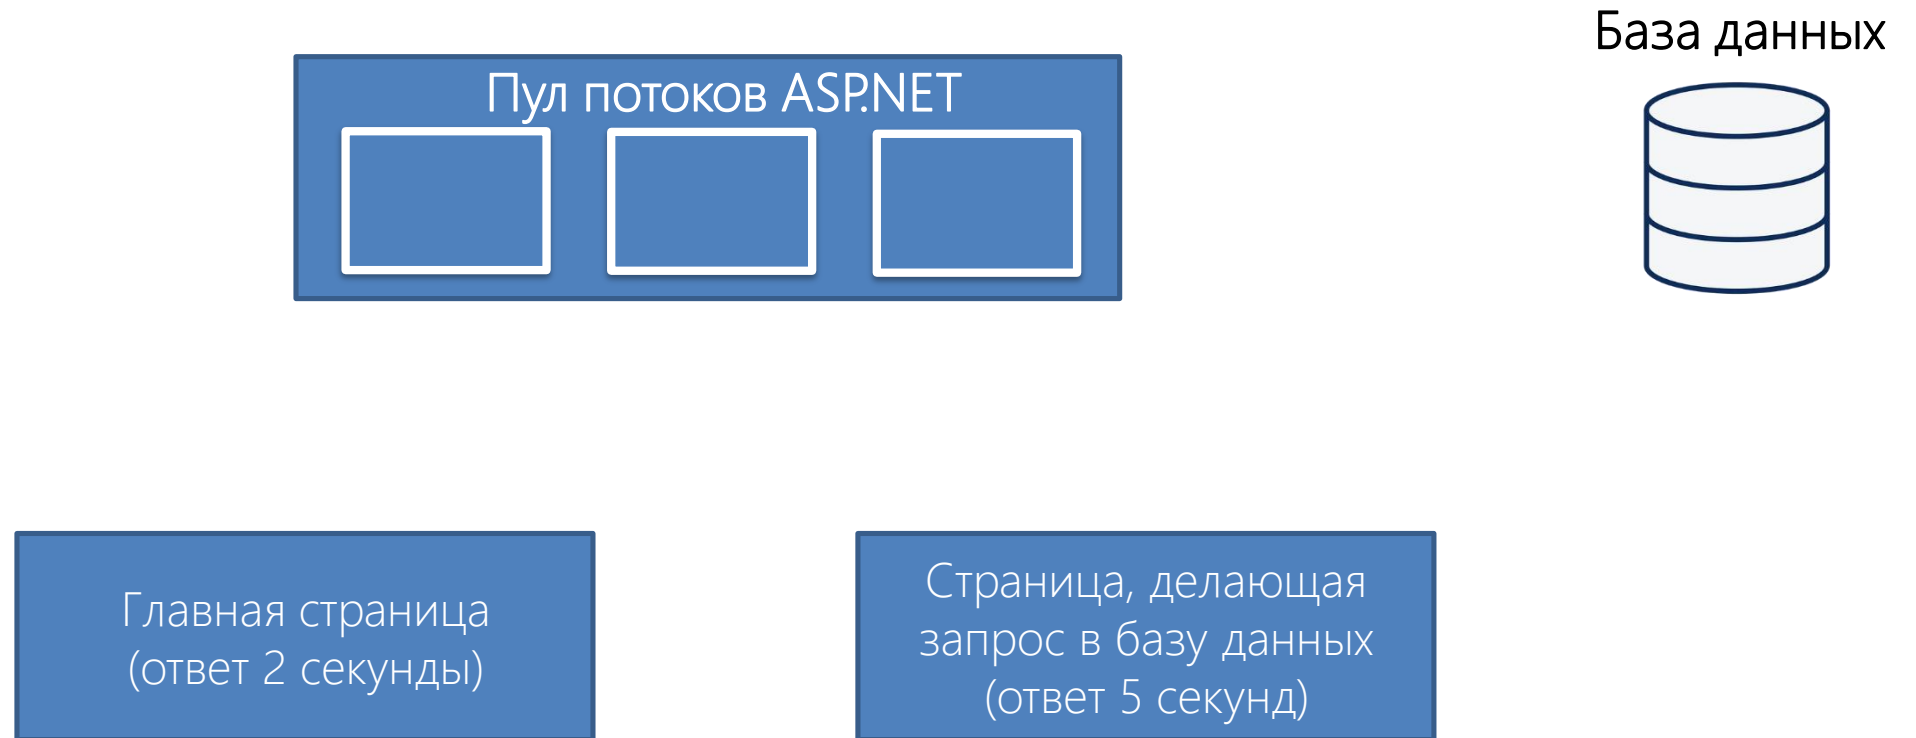 База данных
Пул потоков ASP.NET
Главная страница
(ответ 2 секунды)
Страница, делающая
запрос в базу данных
(ответ 5 секунд)